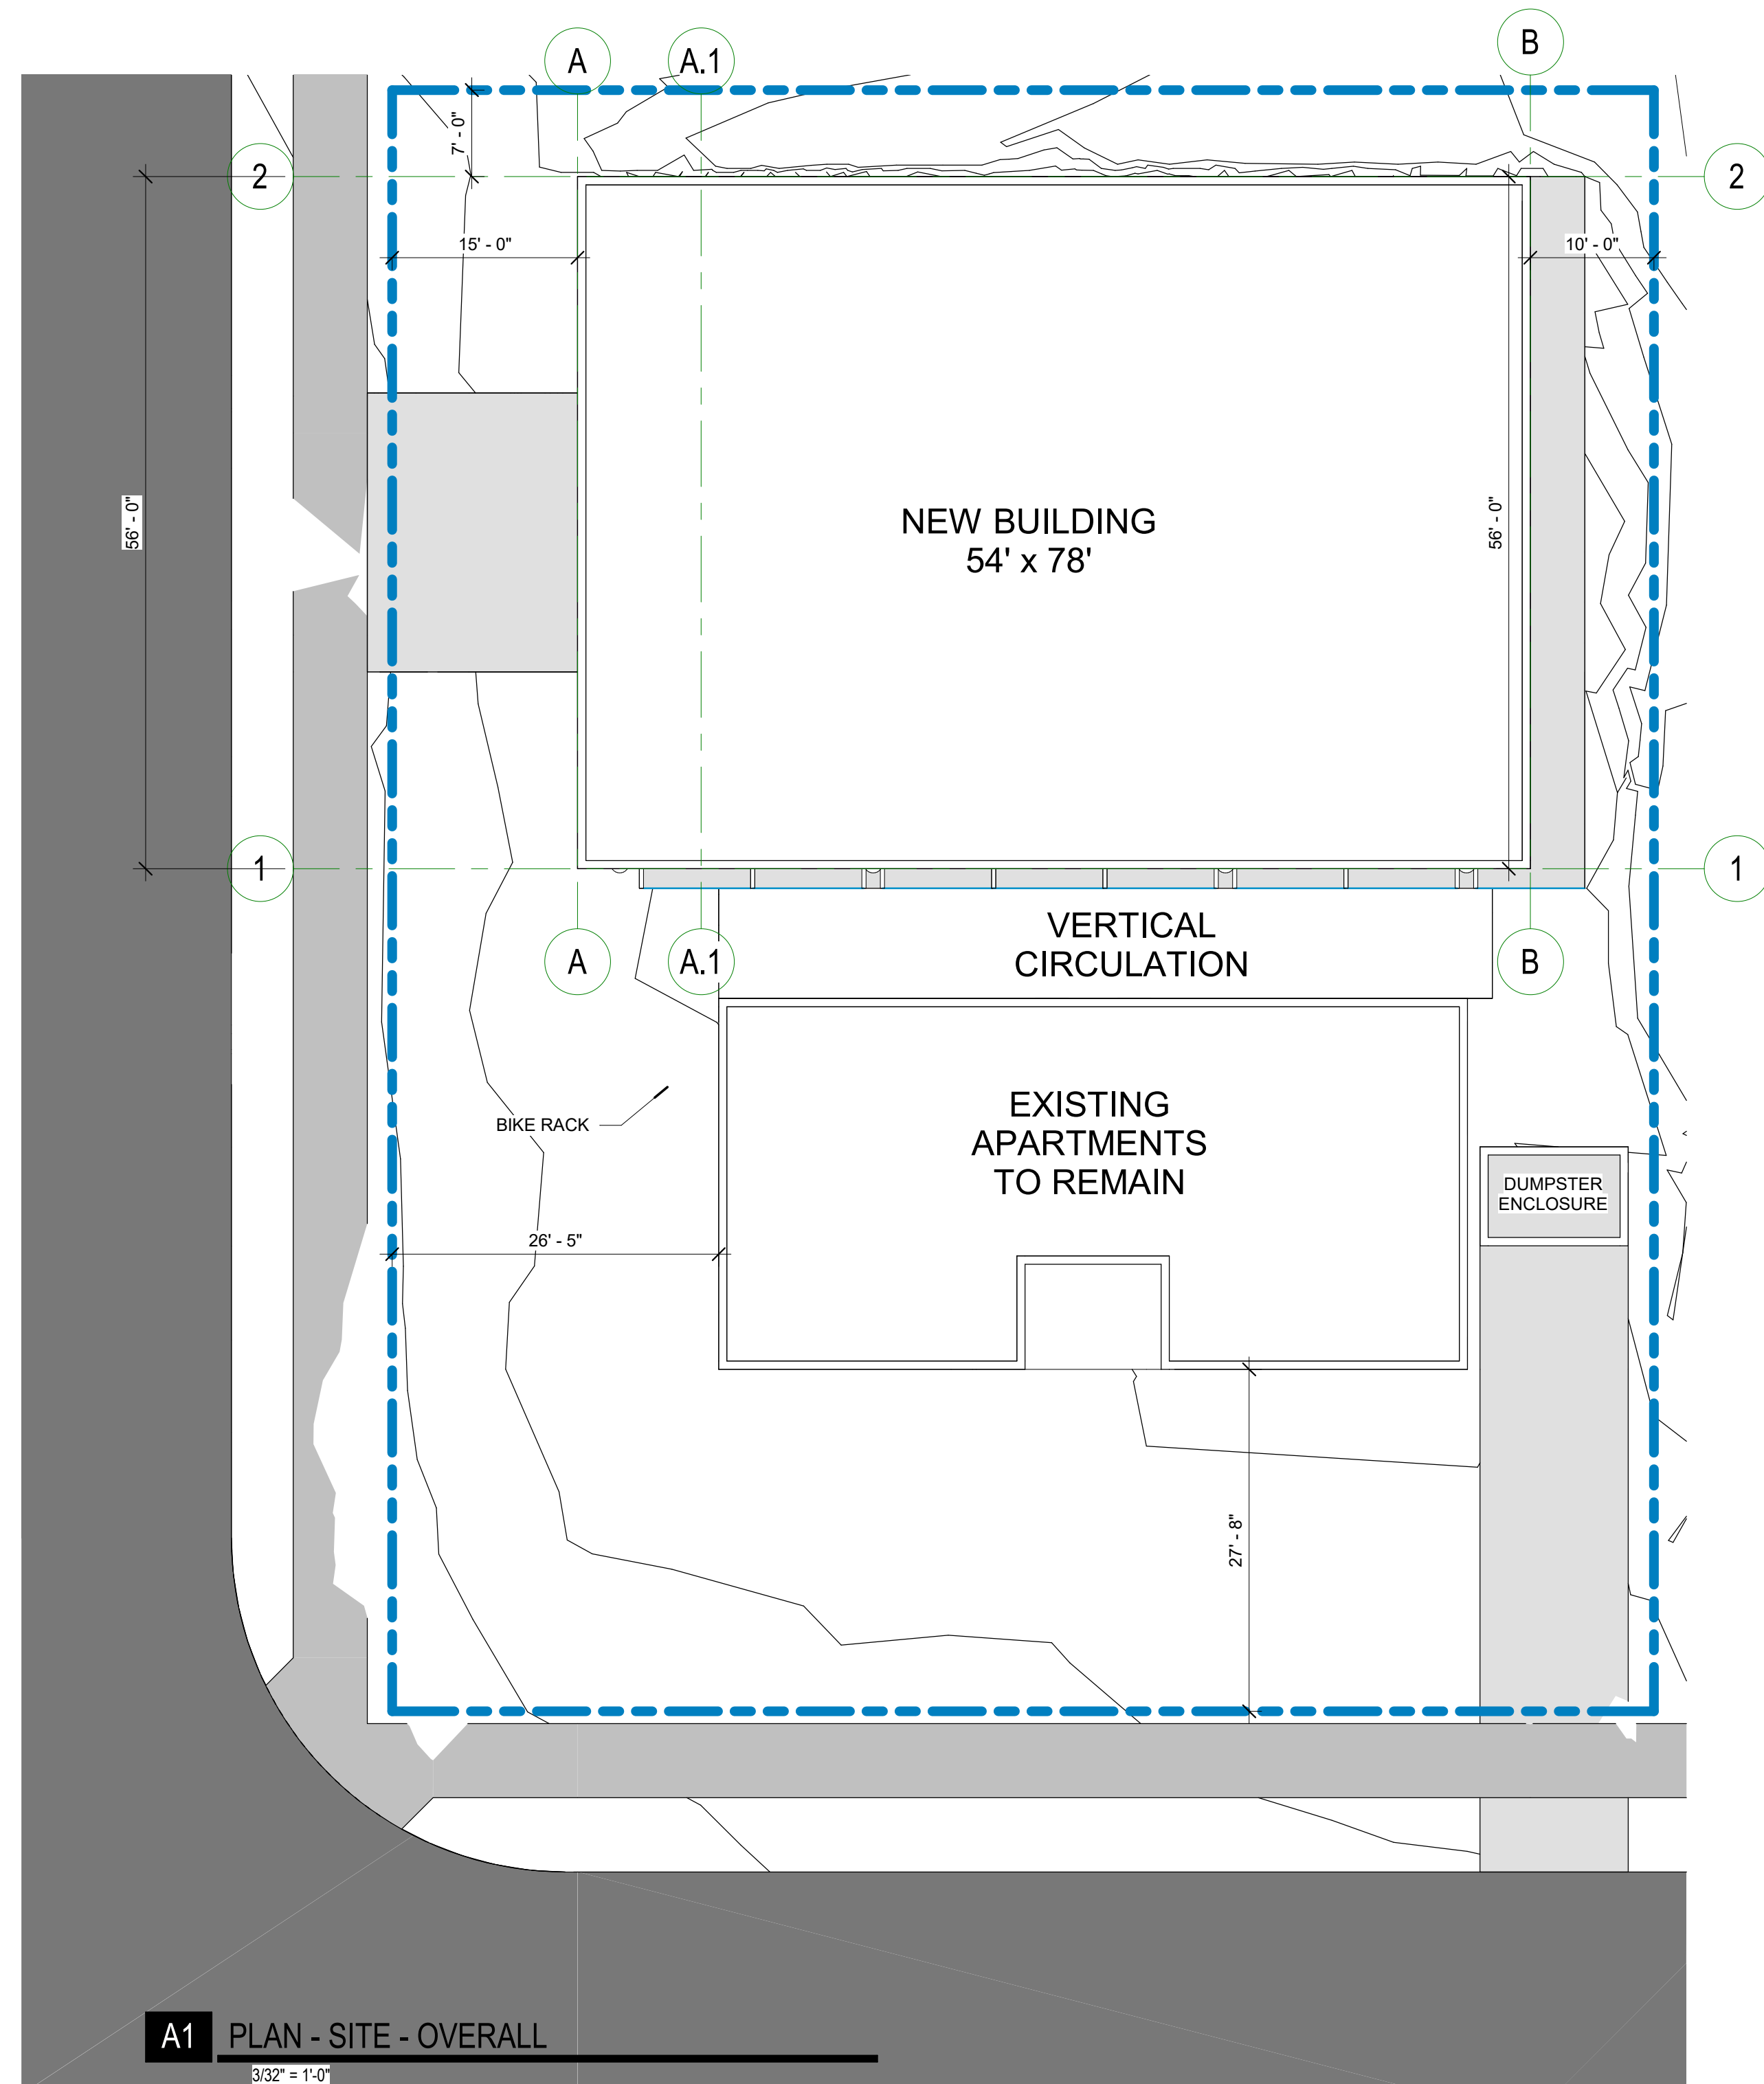 A
A.1
B
7' - 0"
2
2
15' - 0"
10' - 0"
56' - 0"
NEW BUILDING
54' x 78'
56' - 0"
1
1
VERTICAL
CIRCULATION
A
A.1
B
EXISTING
APARTMENTS
TO REMAIN
BIKE RACK
DUMPSTER
ENCLOSURE
26' - 5"
27' - 8"
A1 PLAN - SITE - OVERALL
3/32" = 1'-0"